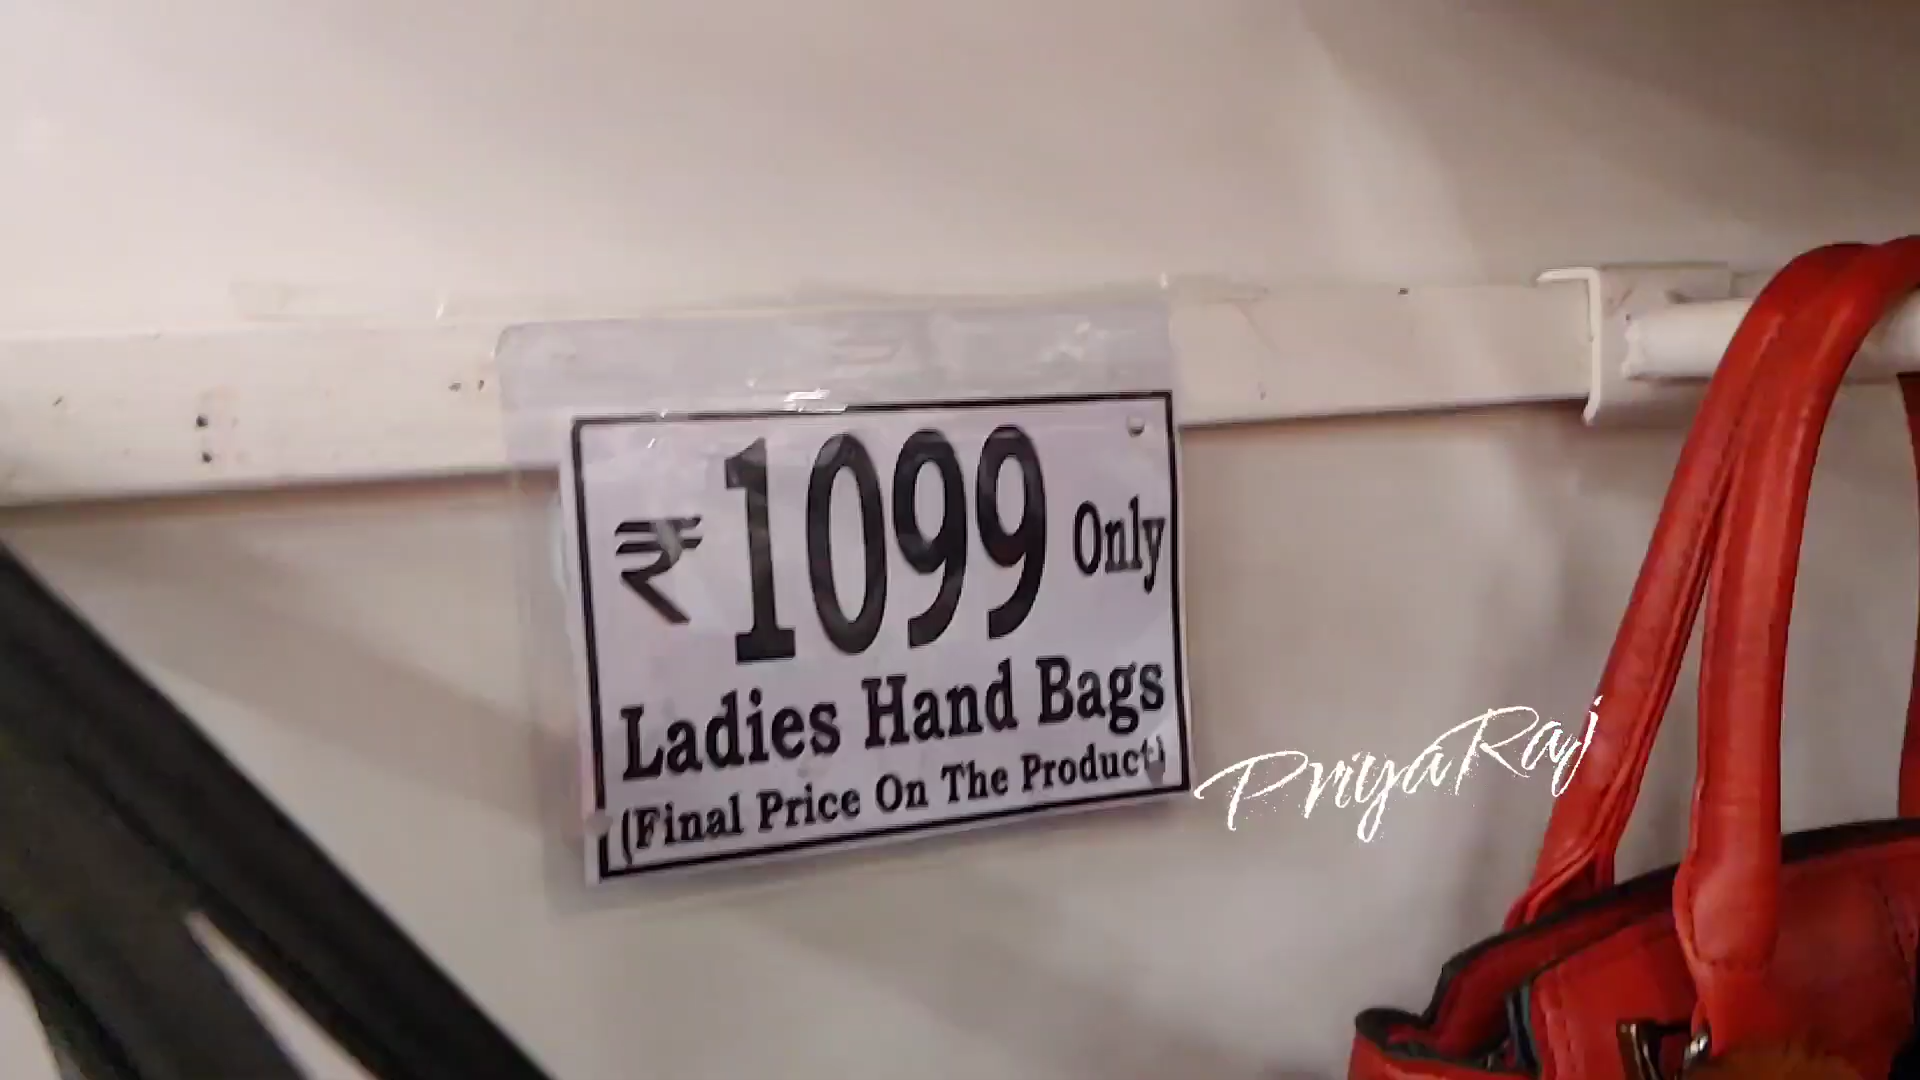 ₹1099 Only
Ladies Hand Bags
(Final Price On The Product)
PriyaRaj